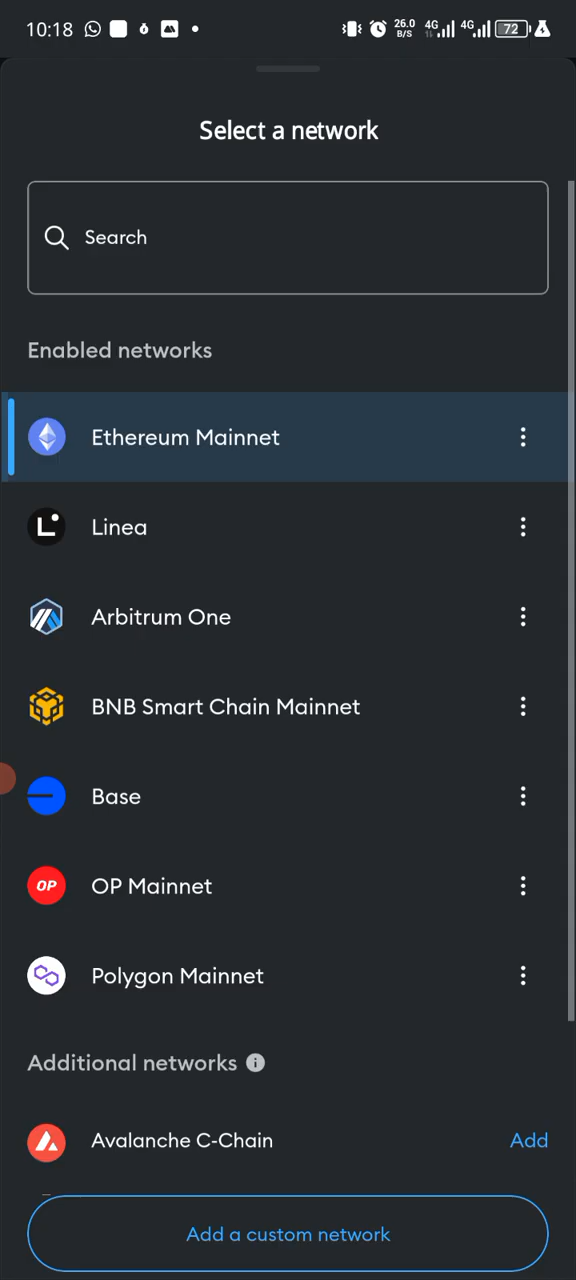 10:18 26.0 B/S 4G 4G 72
Select a network
Search
Enabled networks
Ethereum Mainnet
L Linea
Arbitrum One
BNB Smart Chain Mainnet
Base
OP OP Mainnet
Polygon Mainnet
Additional networks
Avalanche C-Chain Add
Add a custom network